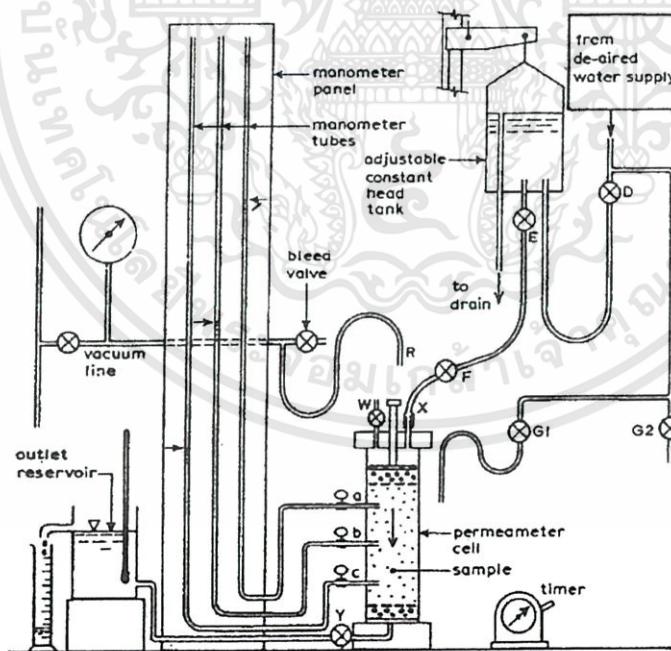 manometer
panel
manometer
tubes
from
de-aired
water supply
adjustable
constant
head
tank
D
E
to
drain
bleed
valve
R
vacuum
line
F
W
X
G1
G2
outlet
reservoir
a
b
c
permeameter
cell
sample
timer
Y